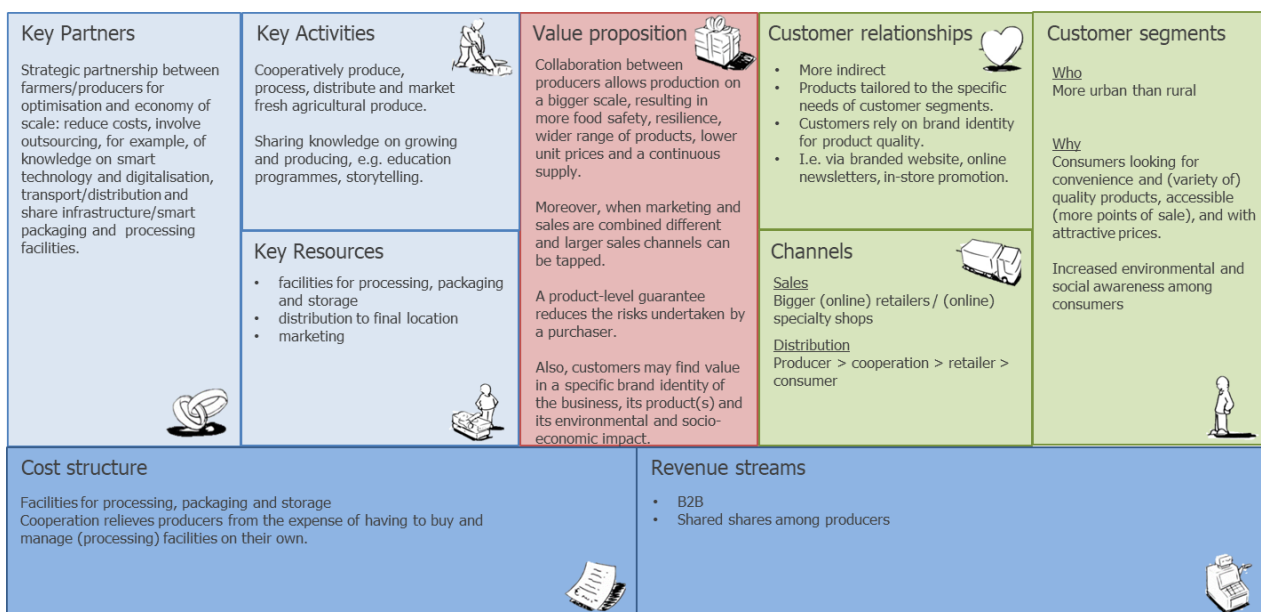 Key Partners
Strategic partnership between
farmers/producers for
optimisation and economy of
scale: reduce costs, involve
outsourcing, for example, of
knowledge on smart
technology and digitalisation,
transport/distribution and
share infrastructure/smart
packaging and processing
facilities.
Key Activities
Cooperatively produce,
process, distribute and market
fresh agricultural produce.
Sharing knowledge on growing
and producing, e.g. education
programmes, storytelling.
Key Resources
• facilities for processing, packaging
and storage
• distribution to final location
• marketing
Value proposition
Collaboration between
producers allows production on
a bigger scale, resulting in
more food safety, resilience,
wider range of products, lower
unit prices and a continuous
supply.
Moreover, when marketing and
sales are combined different
and larger sales channels can
be tapped.
A product-level guarantee
reduces the risks undertaken by
a purchaser.
Also, customers may find value
in a specific brand identity of
the business, its product(s) and
its environmental and socio-
economic impact.
Customer relationships
• More indirect
• Products tailored to the specific
needs of customer segments.
• Customers rely on brand identity
for product quality.
• I.e. via branded website, online
newsletters, in-store promotion.
Channels
Sales
Bigger (online) retailers/ (online)
specialty shops
Distribution
Producer > cooperation > retailer >
consumer
Customer segments
Who
More urban than rural
Why
Consumers looking for
convenience and (variety of)
quality products, accessible
(more points of sale), and with
attractive prices.
Increased environmental and
social awareness among
consumers
Cost structure
Facilities for processing, packaging and storage
Cooperation relieves producers from the expense of having to buy and
manage (processing) facilities on their own.
Revenue streams
• B2B
• Shared shares among producers